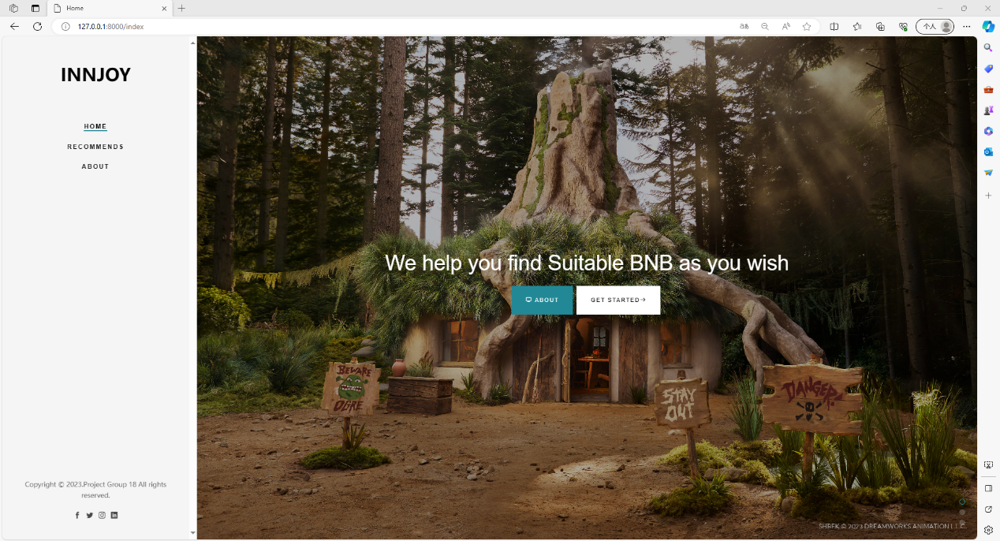 Home
127.0.0.1:8000/index
aあ
个人
INNJOY
HOME
RECOMMENDS
ABOUT
We help you find Suitable BNB as you wish
ABOUT
GET STARTED→
BEWARE
OGRE
STAY
OUT
DANGER!
Copyright © 2023.Project Group 18 All rights
reserved.
SHREK © 2023 DREAMWORKS ANIMATION L.L.C.